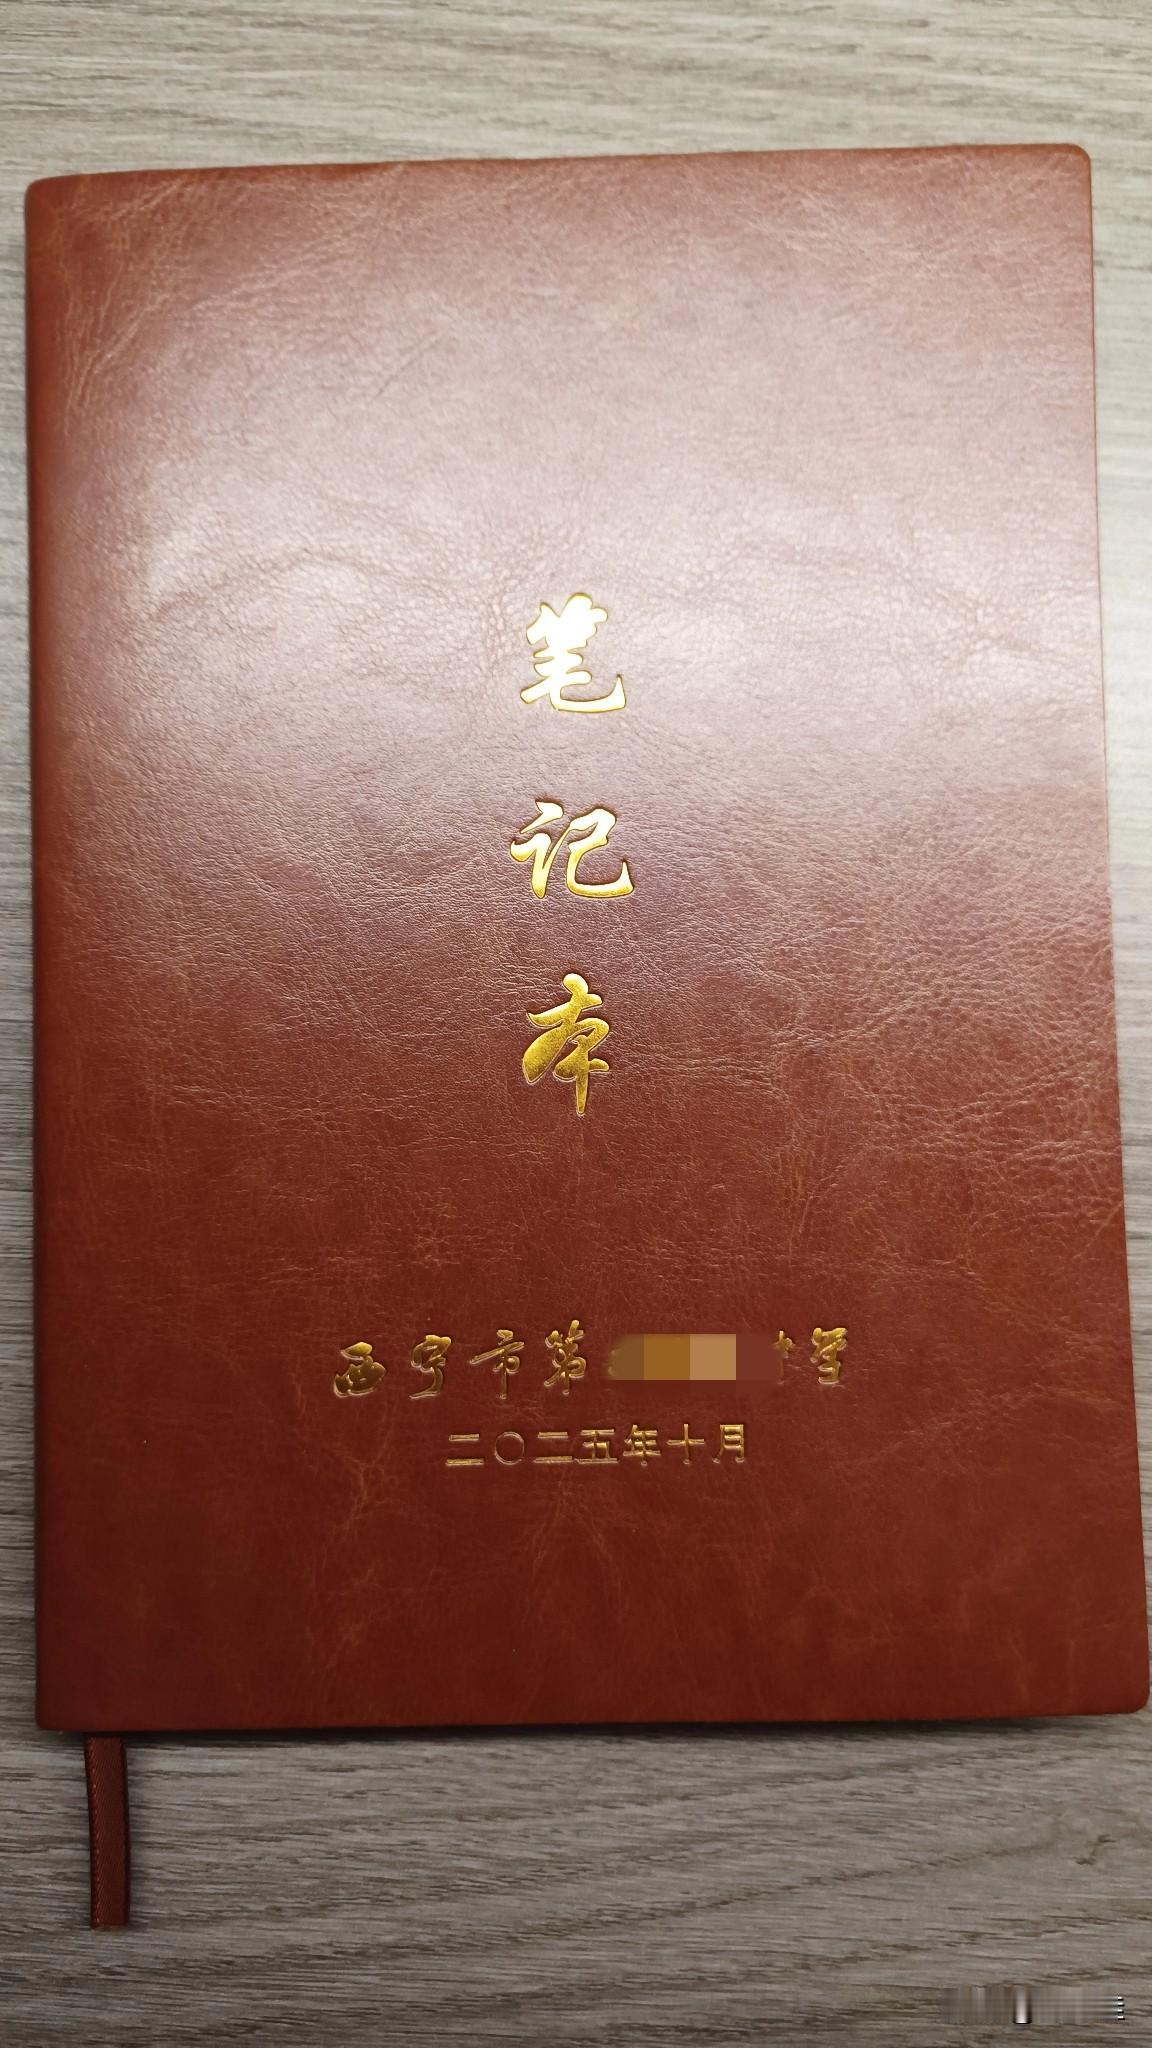 笔
记
本
西宁市第 学
二〇二五年十月